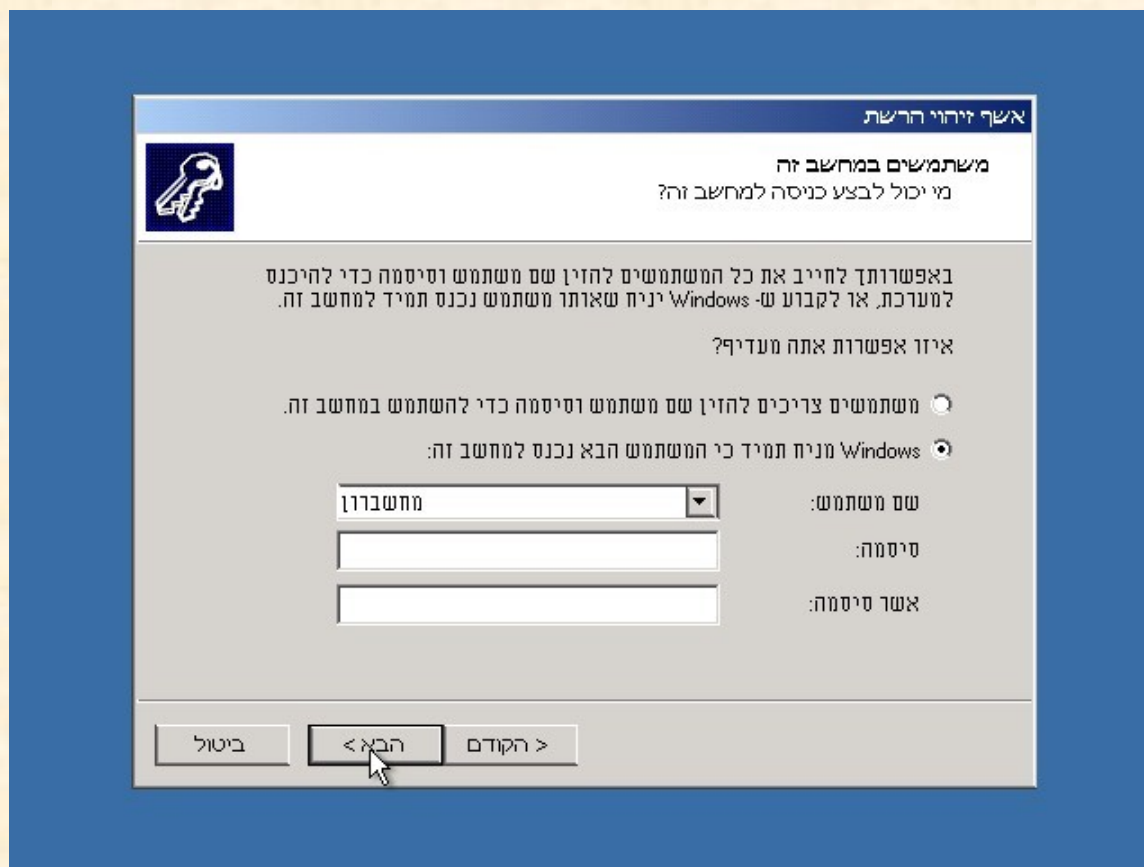 אשף זיהוי הרשת
משתמשים במחשב זה
מי יכול לבצע כניסה למחשב זה?
באפשרותך לחייב את כל המשתמשים להזין שם משתמש וסיסמה כדי להיכנס
למערכת, או לקבוע ש- Windows יניח שאותו משתמש נכנס תמיד למחשב זה.
איזו אפשרות אתה מעדיף?
משתמשים צריכים להזין שם משתמש וסיסמה כדי להשתמש במחשב זה.
Windows מניח תמיד כי המשתמש הבא נכנס למחשב זה:
שם משתמש: מחשברון
סיסמה:
אשר סיסמה:
< הקודם הבא > ביטול